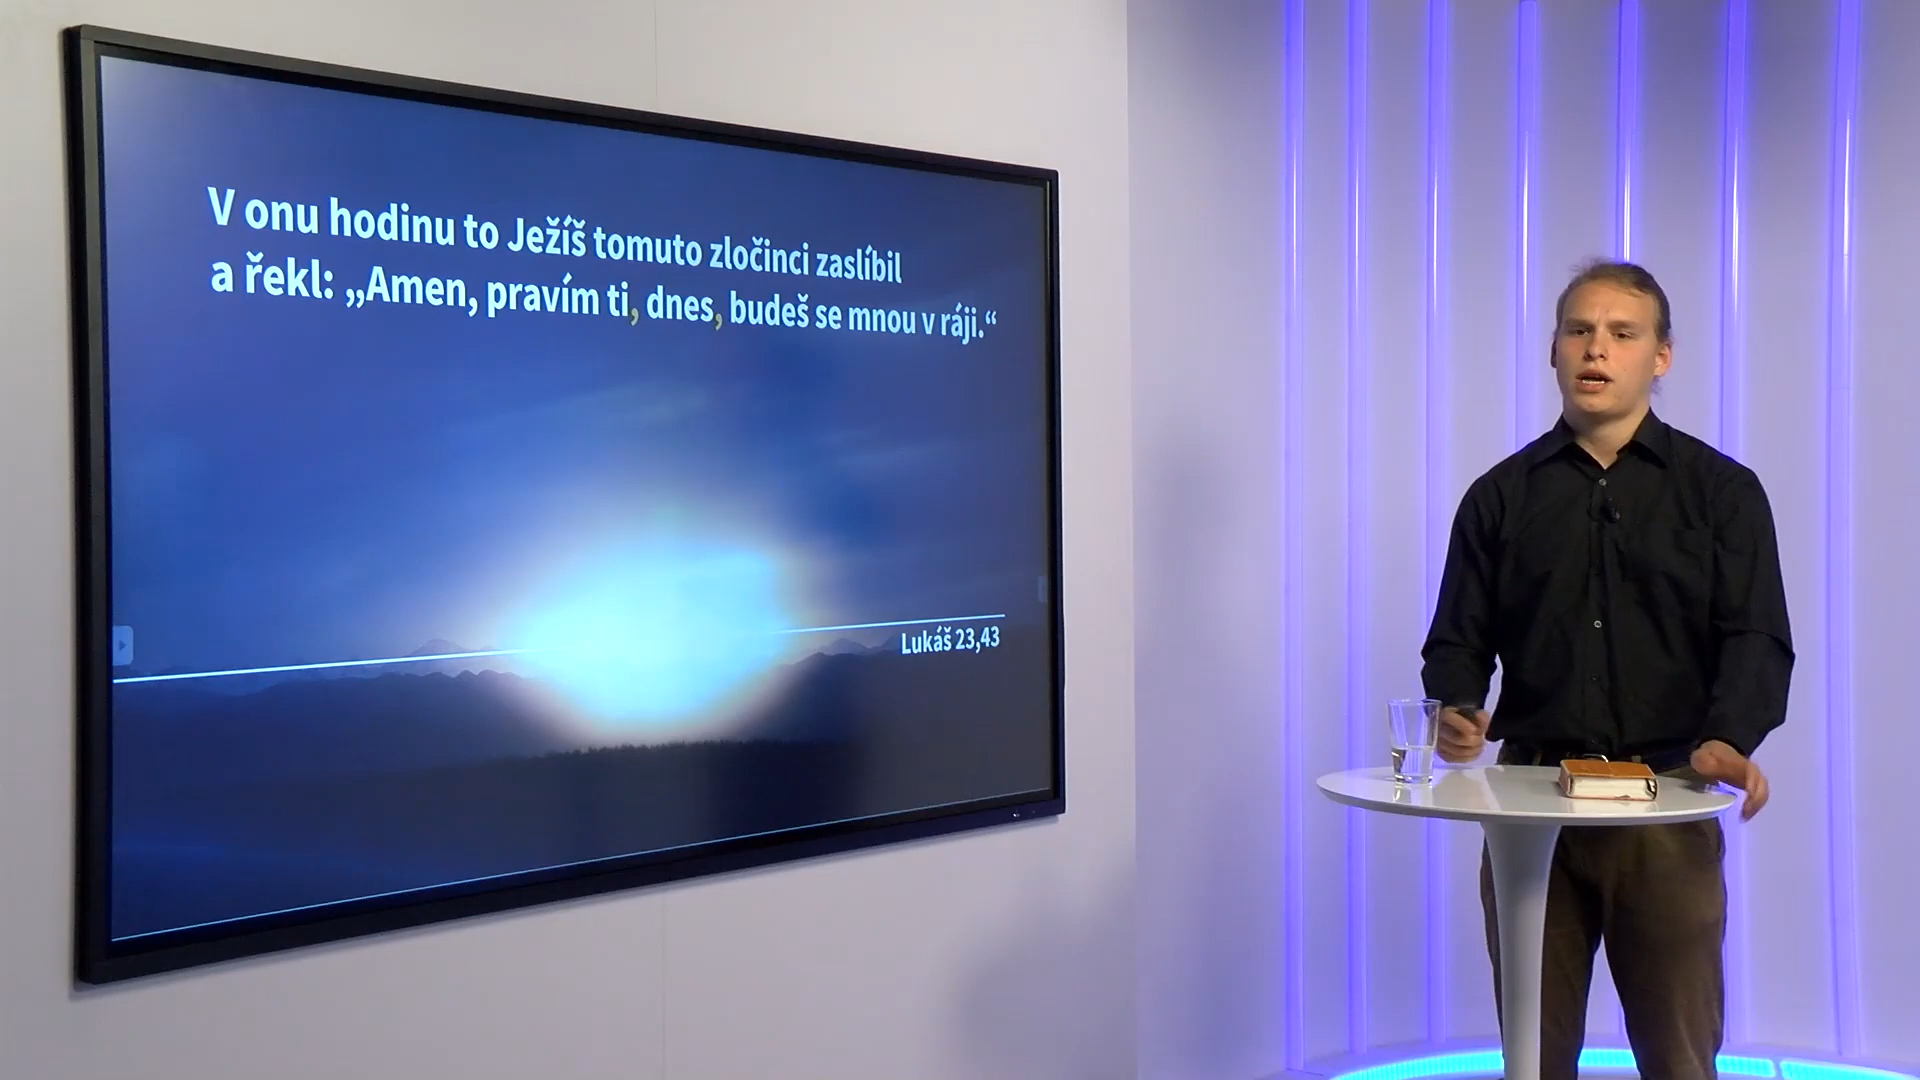 V onu hodinu to Ježíš tomuto zločinci zaslíbil
a řekl: „Amen, pravím ti, dnes, budeš se mnou v ráji.“
Lukáš 23,43